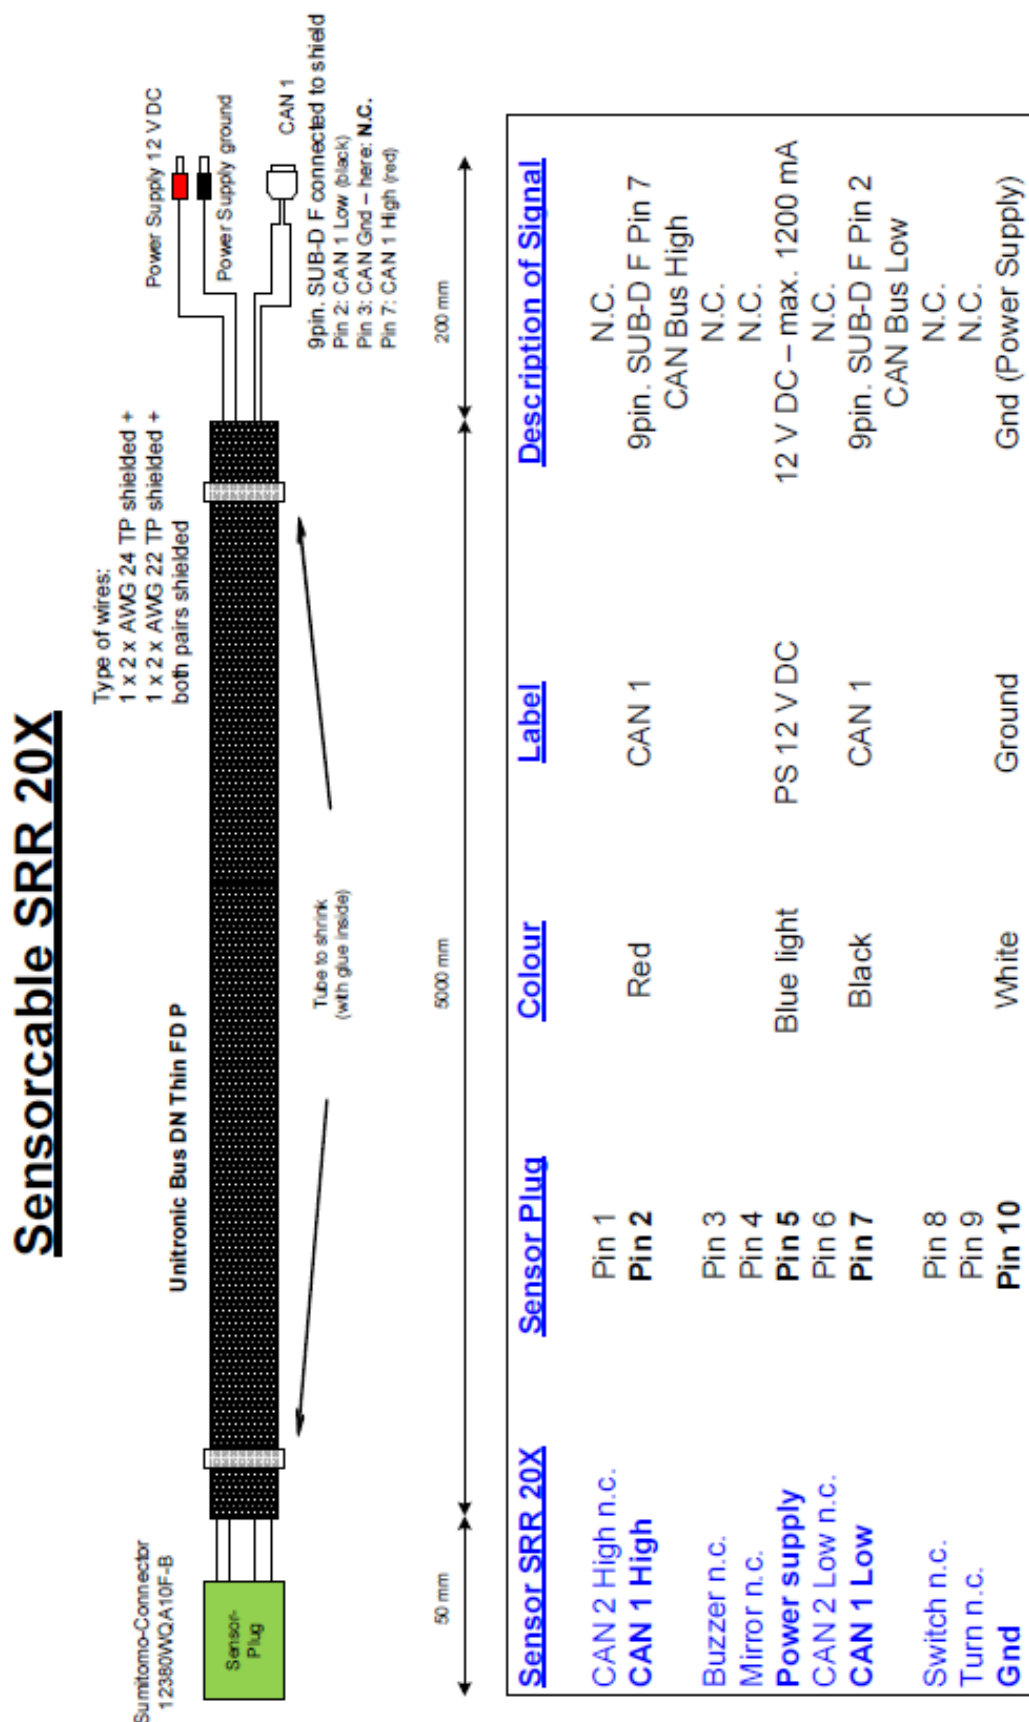 Sensorcable SRR 20X
Type of wires:
1 x 2 x AWG 24 TP shielded +
1 x 2 x AWG 22 TP shielded +
both pairs shielded
Sumitomo-Connector
12380WQA10F-B
Unitronic Bus DN Thin FD P
Power Supply 12 V DC
Power Supply ground
CAN 1
Sensor-
Plug
9pin. SUB-D F connected to shield
Pin 2: CAN 1 Low (black)
Pin 3: CAN Gnd – here: N.C.
Pin 7: CAN 1 High (red)
Tube to shrink
(with glue inside)
50 mm 5000 mm 200 mm
Sensor SRR 20X Sensor Plug Colour Label Description of Signal
CAN 2 High n.c. Pin 1 N.C.
CAN 1 High Pin 2 Red CAN 1 9pin. SUB-D F Pin 7
CAN Bus High
Buzzer n.c. Pin 3 N.C.
Mirror n.c. Pin 4 N.C.
Power supply Pin 5 Blue light PS 12 V DC 12 V DC – max. 1200 mA
CAN 2 Low n.c. Pin 6 N.C.
CAN 1 Low Pin 7 Black CAN 1 9pin. SUB-D F Pin 2
CAN Bus Low
Switch n.c. Pin 8 N.C.
Turn n.c. Pin 9 N.C.
Gnd Pin 10 White Ground Gnd (Power Supply)